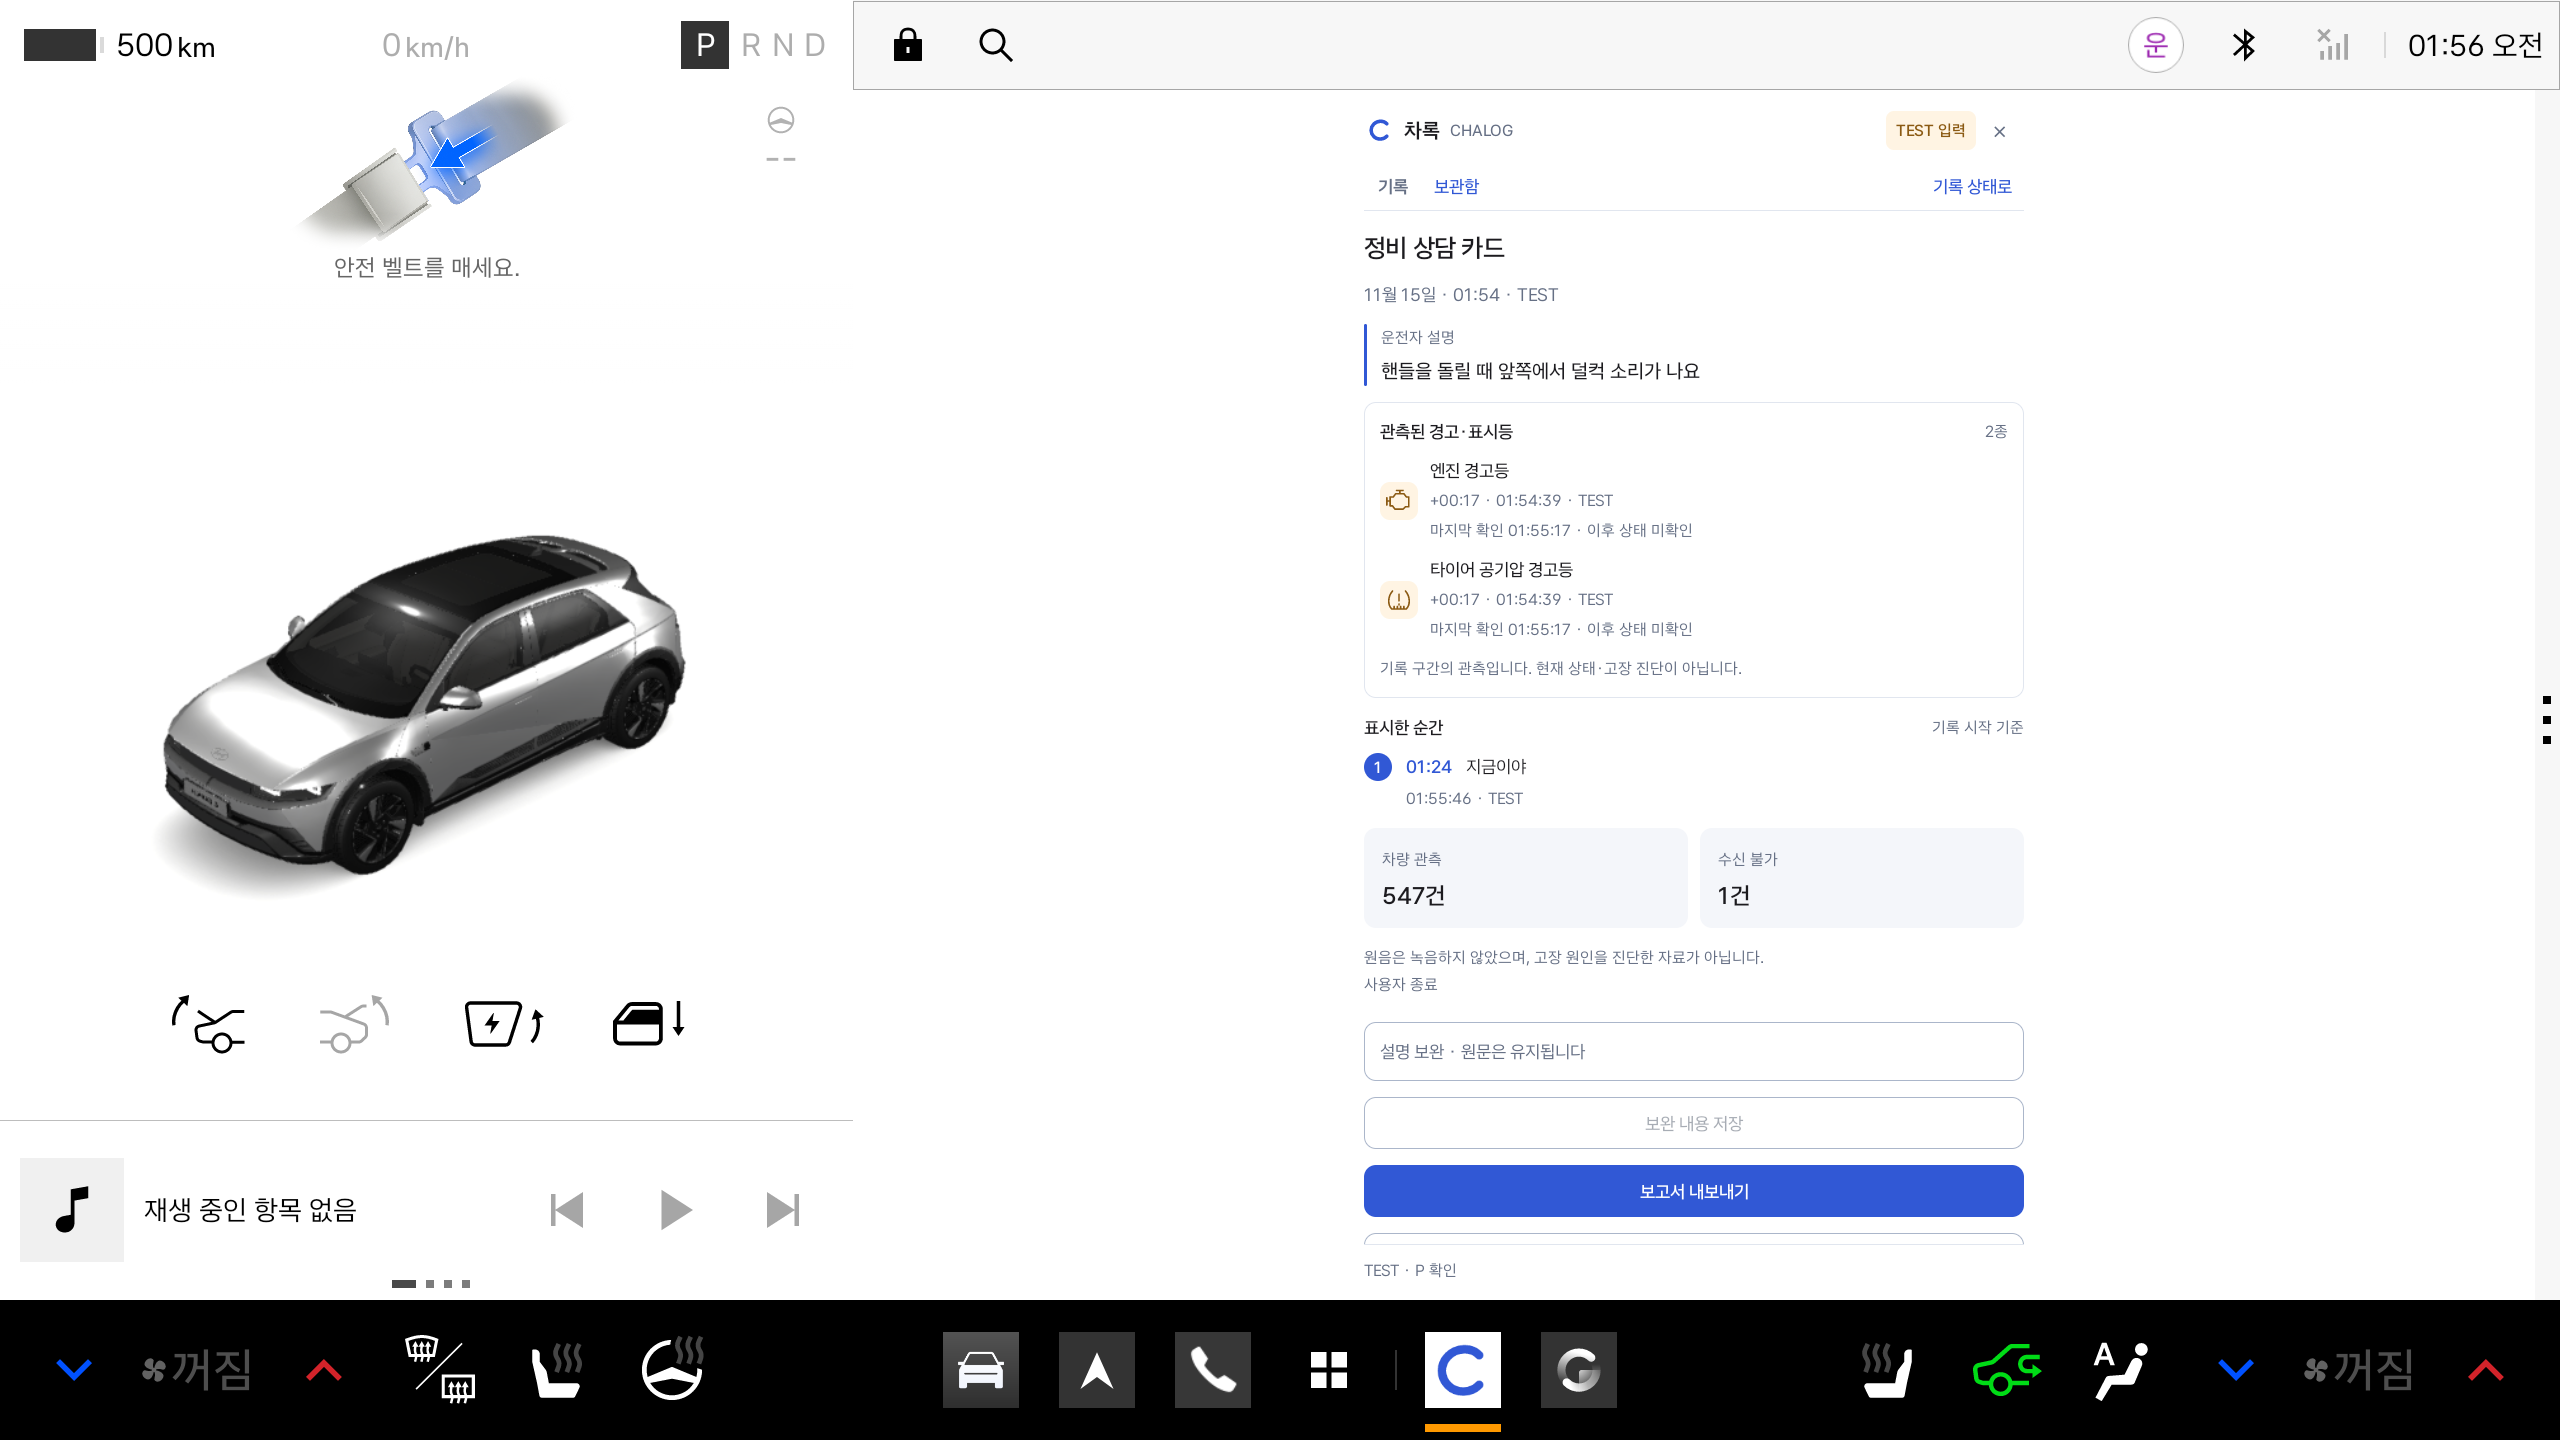 500 km
0 km/h
P R N D
운
01:56 오전
안전 벨트를 매세요.
재생 중인 항목 없음
차록 CHALOG
TEST 입력
기록 보관함 기록 상태로
정비 상담 카드
11월 15일 · 01:54 · TEST
운전자 설명
핸들을 돌릴 때 앞쪽에서 덜컥 소리가 나요
관측된 경고·표시등 2종
엔진 경고등
+00:17 · 01:54:39 · TEST
마지막 확인 01:55:17 · 이후 상태 미확인
타이어 공기압 경고등
+00:17 · 01:54:39 · TEST
마지막 확인 01:55:17 · 이후 상태 미확인
기록 구간의 관측입니다. 현재 상태·고장 진단이 아닙니다.
표시한 순간 기록 시작 기준
1 01:24 지금이야
01:55:46 · TEST
차량 관측
547건
수신 불가
1건
원음은 녹음하지 않았으며, 고장 원인을 진단한 자료가 아닙니다.
사용자 종료
설명 보완 · 원문은 유지됩니다
보완 내용 저장
보고서 내보내기
TEST · P 확인
꺼짐
A
꺼짐